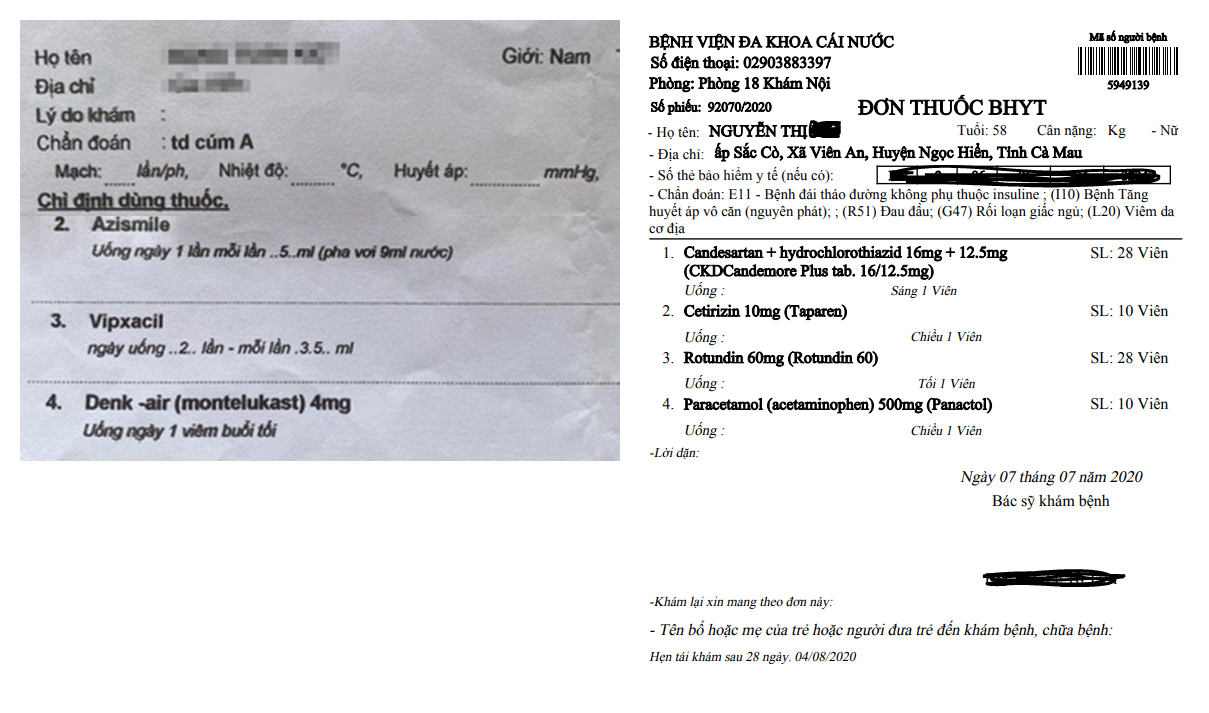 Họ tên
Giới: Nam
Địa chỉ
Lý do khám :
Chẩn đoán : td cúm A
Mạch: ...... lần/ph, Nhiệt độ: ........ °C, Huyết áp: ............. mmHg,
Chỉ định dùng thuốc.
2. Azismile
Uống ngày 1 lần mỗi lần ..5..ml (pha vơi 9ml nước)
3. Vipxacil
ngày uống ..2.. lần - mỗi lần .3.5.. ml
4. Denk -air (montelukast) 4mg
Uống ngày 1 viêm buổi tối
BỆNH VIỆN ĐA KHOA CÁI NƯỚC
Số điện thoại: 02903883397
Phòng: Phòng 18 Khám Nội
Mã số người bệnh
5949139
Số phiếu: 92070/2020
ĐƠN THUỐC BHYT
- Họ tên: NGUYỄN THỊ
Tuổi: 58 Cân nặng: Kg - Nữ
- Địa chỉ: ấp Sắc Cò, Xã Viên An, Huyện Ngọc Hiển, Tỉnh Cà Mau
- Số thẻ bảo hiểm y tế (nếu có):
- Chẩn đoán: E11 - Bệnh đái tháo đường không phụ thuộc insuline ; (I10) Bệnh Tăng
huyết áp vô căn (nguyên phát); ; (R51) Đau đầu; (G47) Rối loạn giấc ngủ; (L20) Viêm da
cơ địa
1. Candesartan + hydrochlorothiazid 16mg + 12.5mg SL: 28 Viên
(CKDCandemore Plus tab. 16/12.5mg)
Uống : Sáng 1 Viên
2. Cetirizin 10mg (Taparen) SL: 10 Viên
Uống : Chiều 1 Viên
3. Rotundin 60mg (Rotundin 60) SL: 28 Viên
Uống : Tối 1 Viên
4. Paracetamol (acetaminophen) 500mg (Panactol) SL: 10 Viên
Uống : Chiều 1 Viên
-Lời dặn:
Ngày 07 tháng 07 năm 2020
Bác sỹ khám bệnh
-Khám lại xin mang theo đơn này:
- Tên bố hoặc mẹ của trẻ hoặc người đưa trẻ đến khám bệnh, chữa bệnh:
Hẹn tái khám sau 28 ngày. 04/08/2020